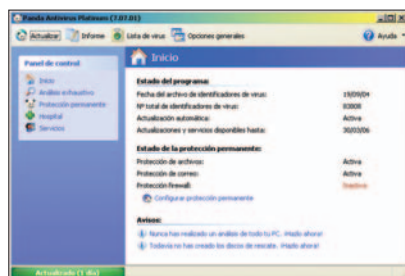 Panda Antivirus Platinum (7.07.01)
Actualizar Informe Lista de virus Opciones generales Ayuda
Panel de control
Inicio
Análisis exhaustivo
Protección permanente
Hospital
Servicios
Inicio
Estado del programa:
Fecha del archivo de identificadores de virus: 19/09/04
Nº total de identificadores de virus: 83808
Actualización automática: Activa
Actualizaciones y servicios disponibles hasta: 30/03/06
Estado de la protección permanente:
Protección de archivos: Activa
Protección de correo: Activa
Protección firewall: Inactiva
Configurar protección permanente
Avisos:
Nunca has realizado un análisis de todo tu PC. ¡Hazlo ahora!
Todavía no has creado los discos de rescate. ¡Hazlo ahora!
Actualizado (1 día)